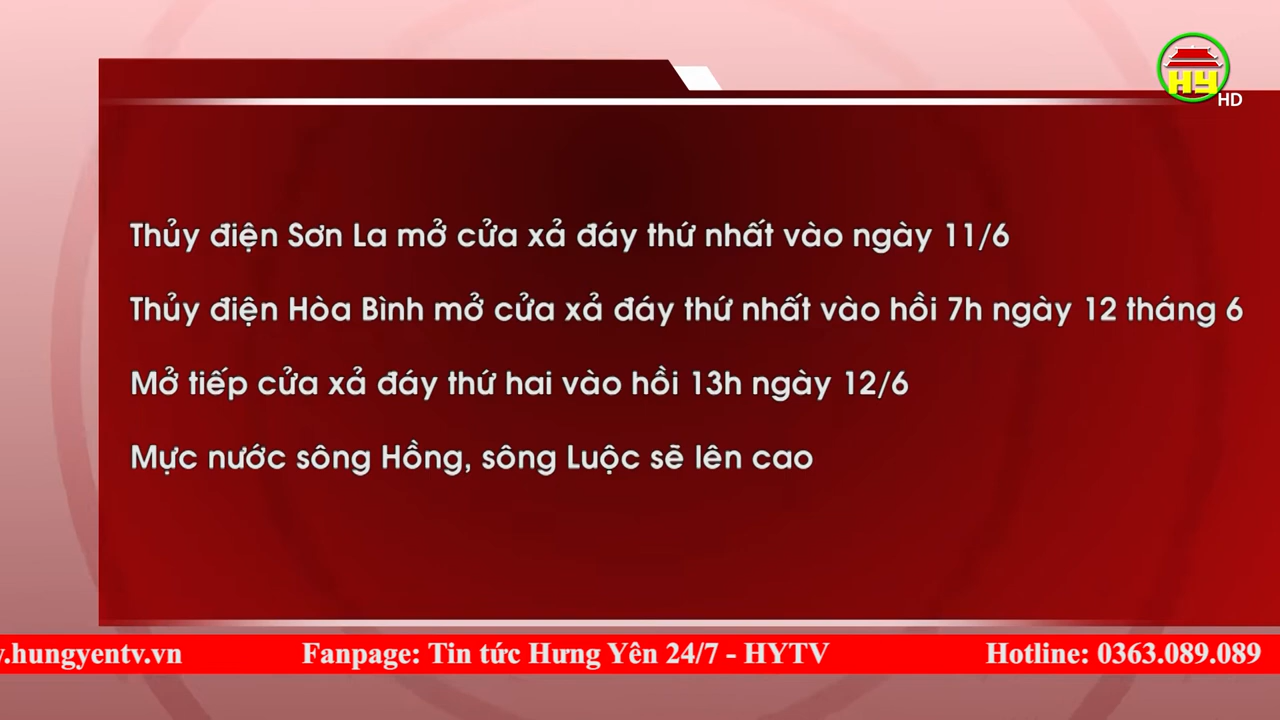 HY
HD
Thủy điện Sơn La mở cửa xả đáy thứ nhất vào ngày 11/6
Thủy điện Hòa Bình mở cửa xả đáy thứ nhất vào hồi 7h ngày 12 tháng 6
Mở tiếp cửa xả đáy thứ hai vào hồi 13h ngày 12/6
Mực nước sông Hồng, sông Luộc sẽ lên cao
.hungyentv.vn Fanpage: Tin tức Hưng Yên 24/7 - HYTV Hotline: 0363.089.089